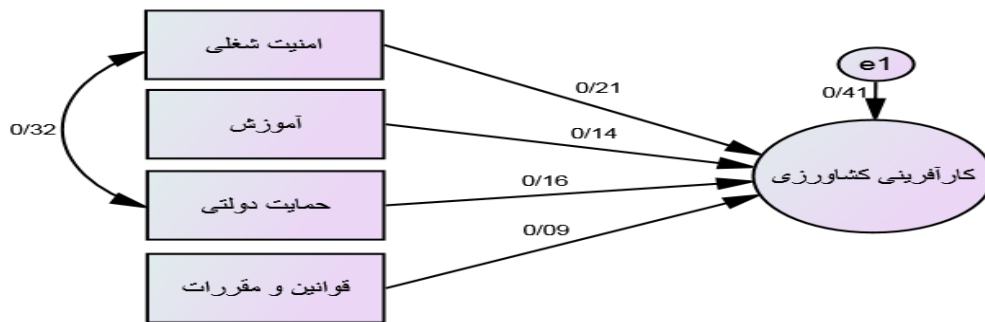 امنیت شغلی
e1
0/21
0/41
آموزش
0/32
0/14
کارآفرینی کشاورزی
0/16
حمایت دولتی
0/09
قوانین و مقررات